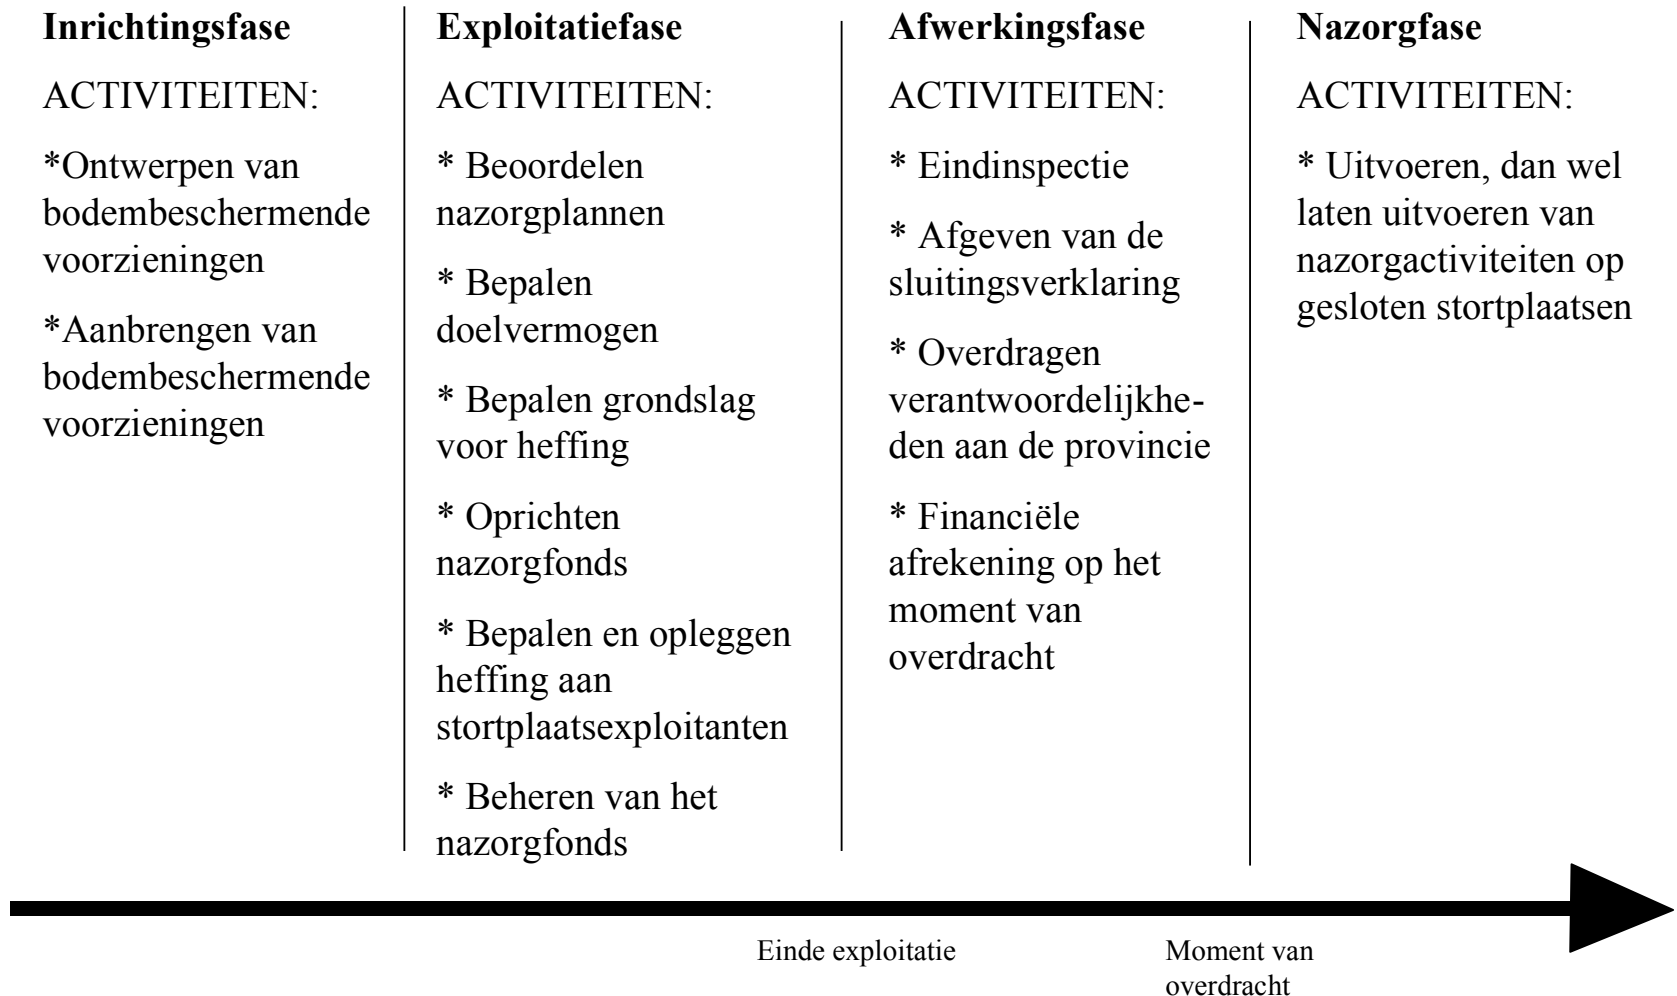 Inrichtingsfase
ACTIVITEITEN:
*Ontwerpen van
bodembeschermende
voorzieningen
*Aanbrengen van
bodembeschermende
voorzieningen
Exploitatiefase
ACTIVITEITEN:
* Beoordelen
nazorgplannen
* Bepalen
doelvermogen
* Bepalen grondslag
voor heffing
* Oprichten
nazorgfonds
* Bepalen en opleggen
heffing aan
stortplaatsexploitanten
* Beheren van het
nazorgfonds
Afwerkingsfase
ACTIVITEITEN:
* Eindinspectie
* Afgeven van de
sluitingsverklaring
* Overdragen
verantwoordelijkhe-
den aan de provincie
* Financiële
afrekening op het
moment van
overdracht
Nazorgfase
ACTIVITEITEN:
* Uitvoeren, dan wel
laten uitvoeren van
nazorgactiviteiten op
gesloten stortplaatsen
Einde exploitatie
Moment van
overdracht